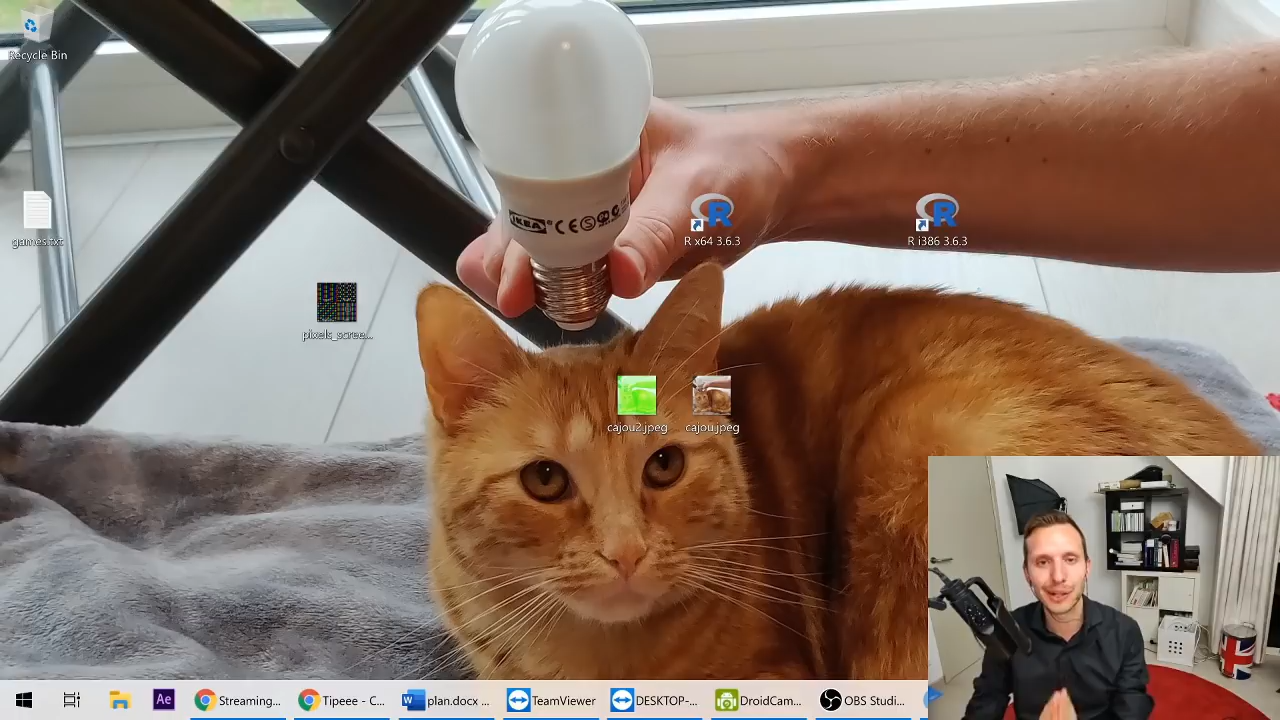 Recycle Bin
games.txt
pixels_scree...
IKEA® CE
R x64 3.6.3
R i386 3.6.3
cajou2.jpeg
cajou.jpeg
Ae
Streaming...
Tipeee - C...
plan.docx ...
TeamViewer
DESKTOP-...
DroidCam...
OBS Studi...